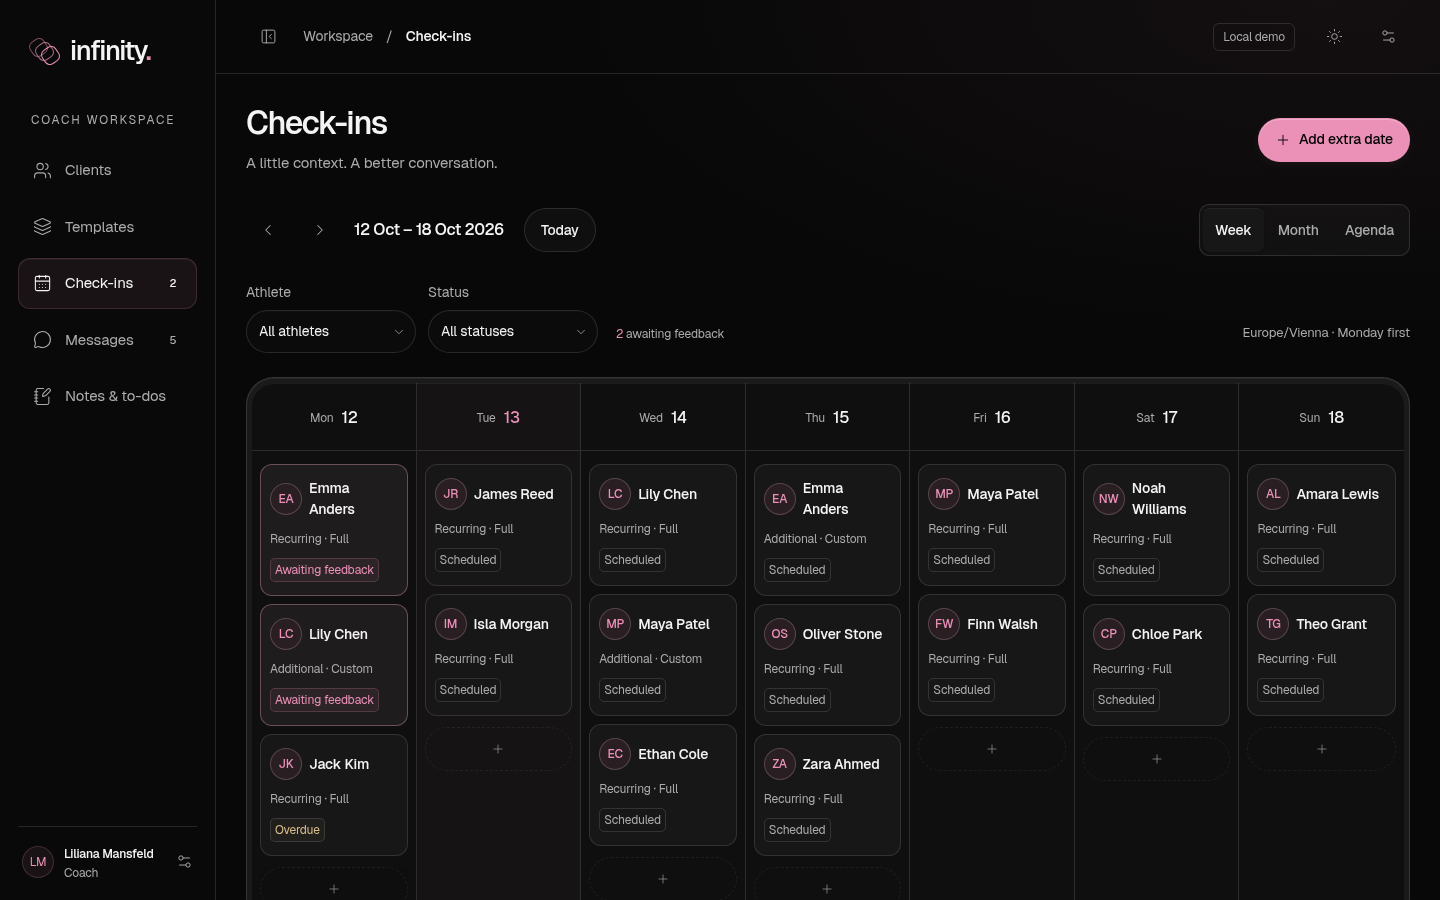 infinity.
COACH WORKSPACE
Clients
Templates
Check-ins 2
Messages 5
Notes & to-dos
LM Liliana Mansfeld
Coach
Workspace / Check-ins
Local demo
Check-ins
A little context. A better conversation.
+ Add extra date
12 Oct – 18 Oct 2026
Today
Week Month Agenda
Athlete
All athletes
Status
All statuses
2 awaiting feedback
Europe/Vienna · Monday first
Mon 12
EA Emma
Anders
Recurring · Full
Awaiting feedback
LC Lily Chen
Additional · Custom
Awaiting feedback
JK Jack Kim
Recurring · Full
Overdue
+
Tue 13
JR James Reed
Recurring · Full
Scheduled
IM Isla Morgan
Recurring · Full
Scheduled
+
Wed 14
LC Lily Chen
Recurring · Full
Scheduled
MP Maya Patel
Additional · Custom
Scheduled
EC Ethan Cole
Recurring · Full
Scheduled
+
Thu 15
EA Emma
Anders
Additional · Custom
Scheduled
OS Oliver Stone
Recurring · Full
Scheduled
ZA Zara Ahmed
Recurring · Full
Scheduled
+
Fri 16
MP Maya Patel
Recurring · Full
Scheduled
FW Finn Walsh
Recurring · Full
Scheduled
+
Sat 17
NW Noah
Williams
Recurring · Full
Scheduled
CP Chloe Park
Recurring · Full
Scheduled
+
Sun 18
AL Amara Lewis
Recurring · Full
Scheduled
TG Theo Grant
Recurring · Full
Scheduled
+